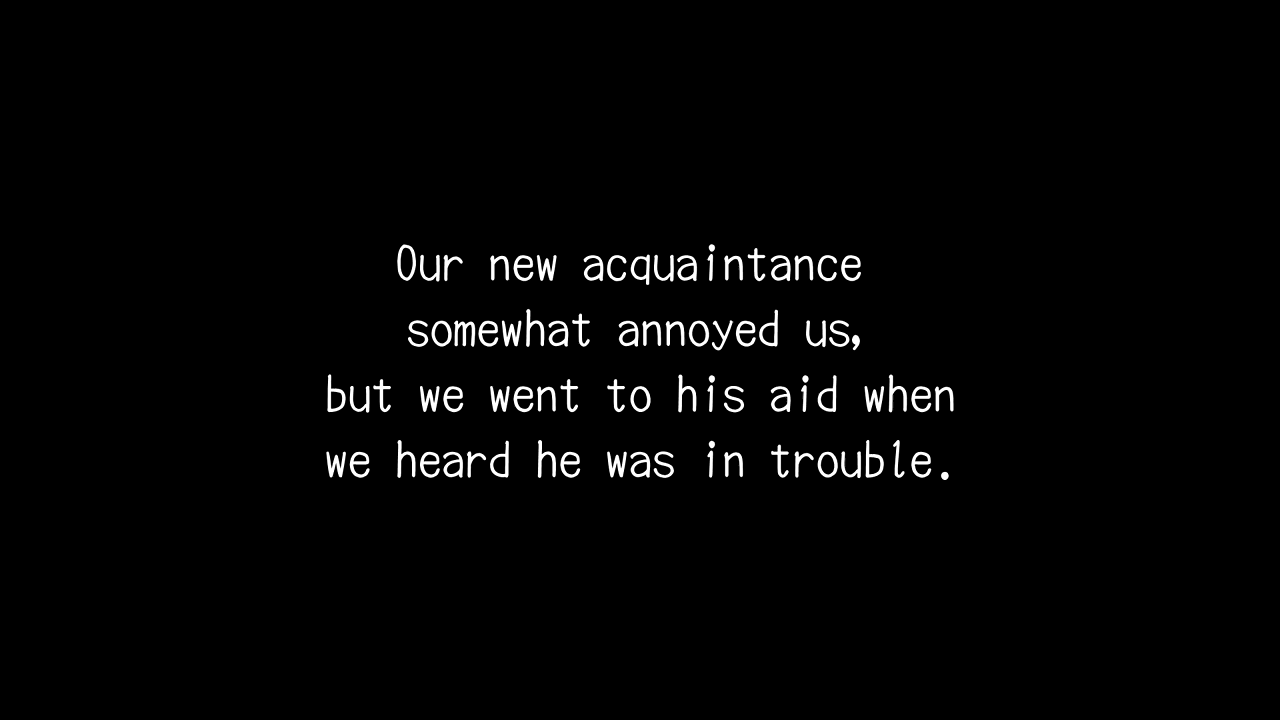 Our new acquaintance
somewhat annoyed us,
but we went to his aid when
we heard he was in trouble.